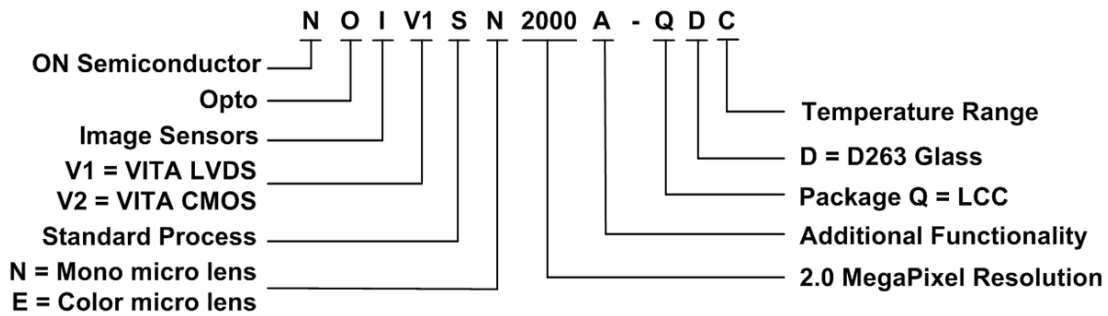 N O I V1 S N 2000 A - Q D C
ON Semiconductor
Opto
Image Sensors
V1 = VITA LVDS
V2 = VITA CMOS
Standard Process
N = Mono micro lens
E = Color micro lens
Temperature Range
D = D263 Glass
Package Q = LCC
Additional Functionality
2.0 MegaPixel Resolution